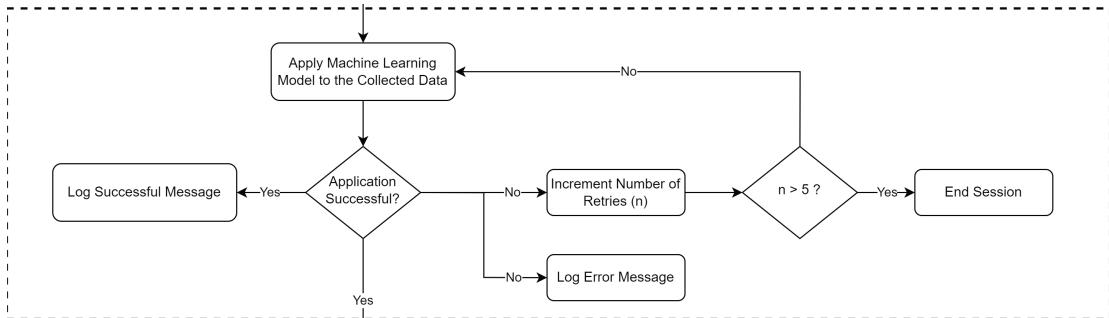 Apply Machine Learning
Model to the Collected Data
No
Log Successful Message
Yes
Application
Successful?
No
Increment Number of
Retries (n)
n > 5 ?
Yes
End Session
No
Log Error Message
Yes